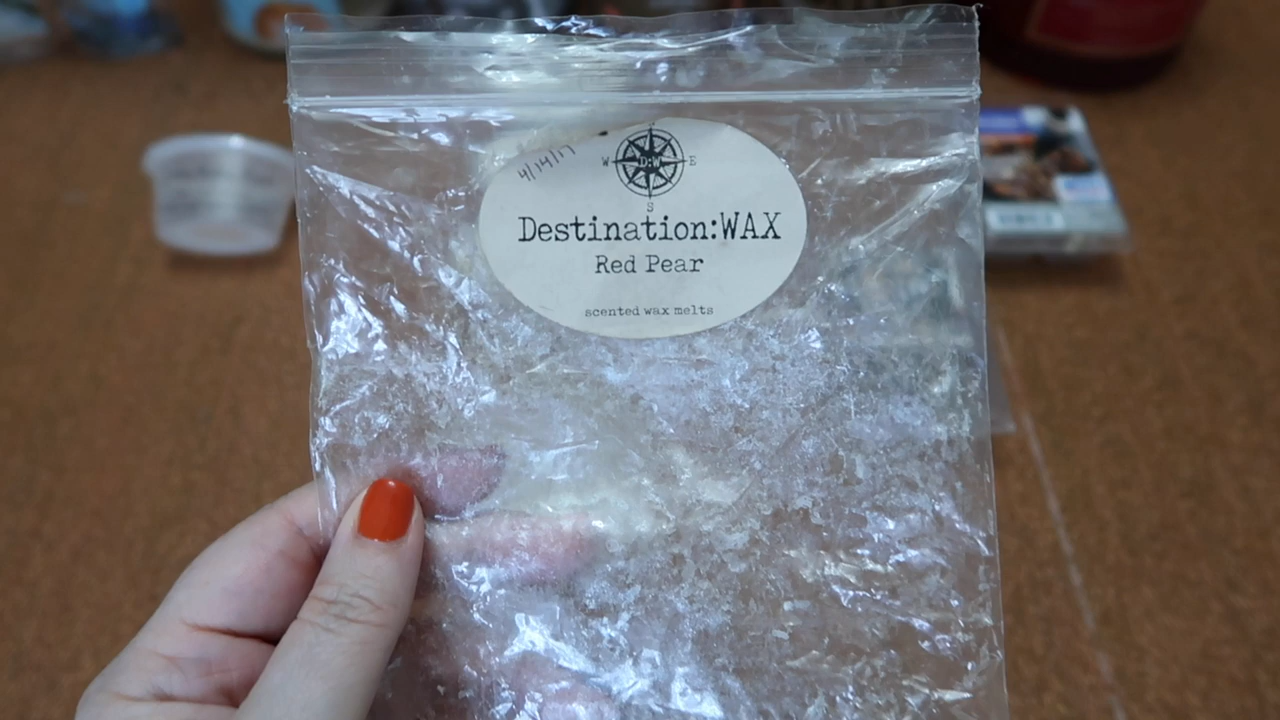 4/14/17
W D:W E
S
Destination:WAX
Red Pear
scented wax melts